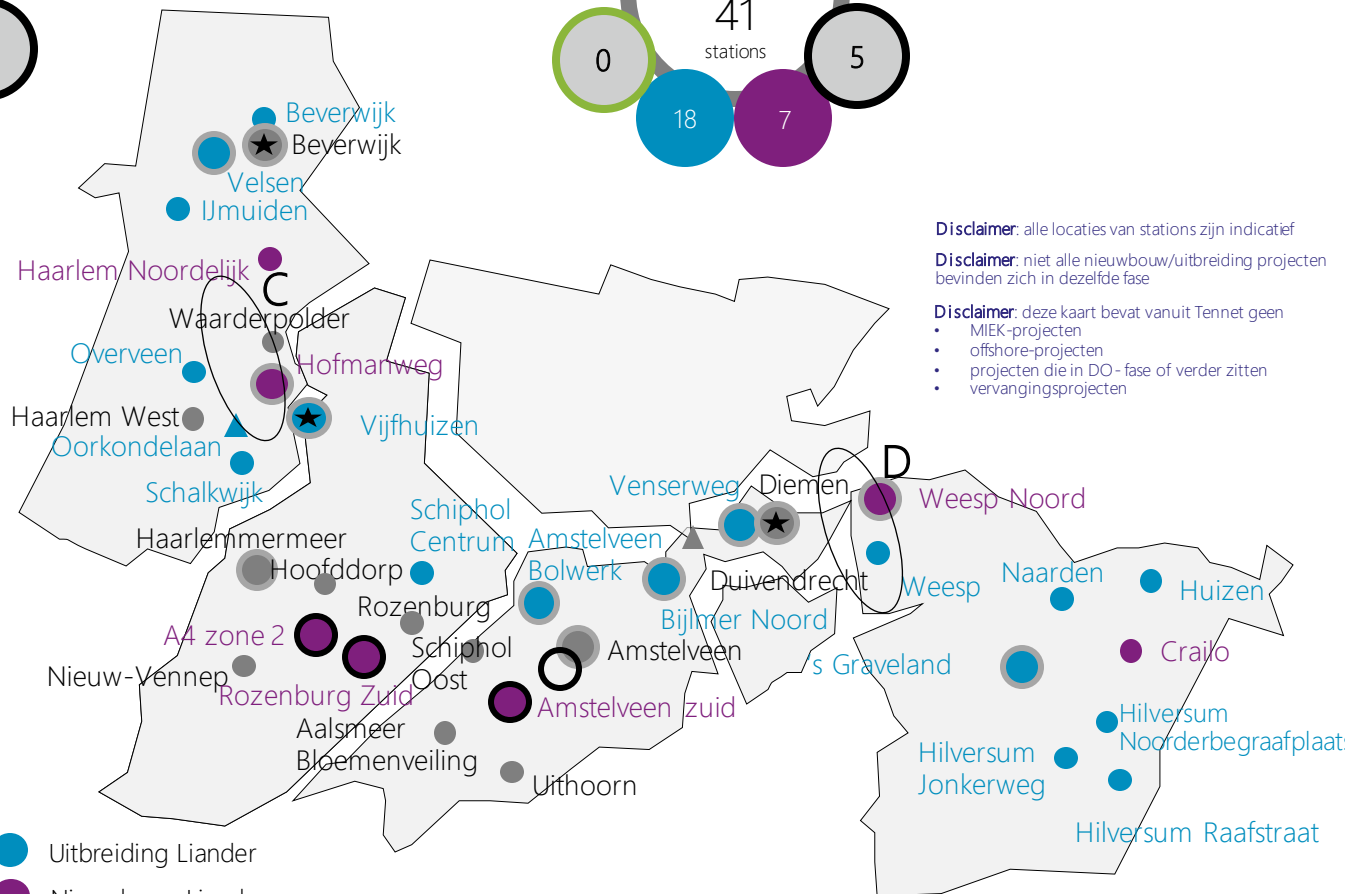 41
stations
0
5
18
7
Beverwijk
Beverwijk
Velsen
IJmuiden
Disclaimer: alle locaties van stations zijn indicatief
Disclaimer: niet alle nieuwbouw/uitbreiding projecten
bevinden zich in dezelfde fase
Disclaimer: deze kaart bevat vanuit Tennet geen
• MIEK-projecten
• offshore-projecten
• projecten die in DO-fase of verder zitten
• vervangingsprojecten
Haarlem Noordelijk
C
Waarderpolder
Overveen
Hofmanweg
Haarlem West
Vijfhuizen
Oorkondelaan
Schalkwijk
D
Venserweg
Diemen
Weesp Noord
Schiphol
Centrum
Haarlemmermeer
Amstelveen
Bolwerk
Hoofddorp
Duivendrecht
Weesp
Naarden
Huizen
Rozenburg
Bijlmer Noord
A4 zone 2
Schiphol
Oost
Amstelveen
's Graveland
Crailo
Nieuw-Vennep
Rozenburg Zuid
Amstelveen zuid
Aalsmeer
Bloemenveiling
Hilversum
Noorderbegraafplaats
Hilversum
Jonkerweg
Uithoorn
Hilversum Raafstraat
Uitbreiding Liander